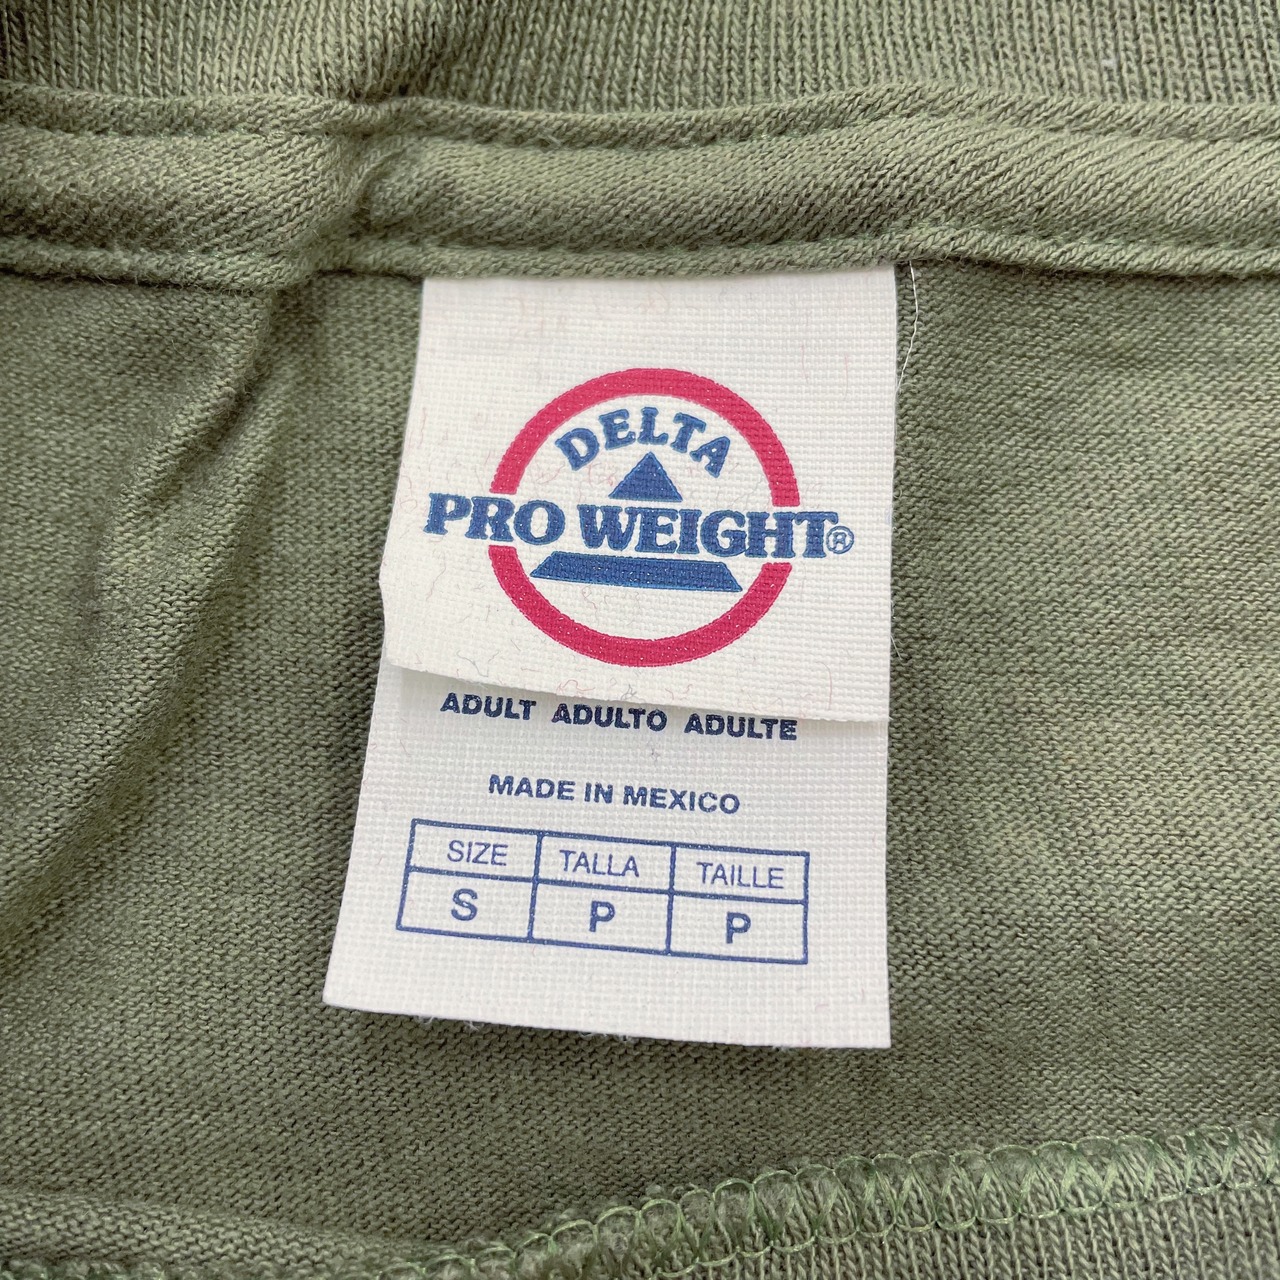 DELTA
PRO WEIGHT®
ADULT ADULTO ADULTE
MADE IN MEXICO
SIZE TALLA TAILLE
S P P